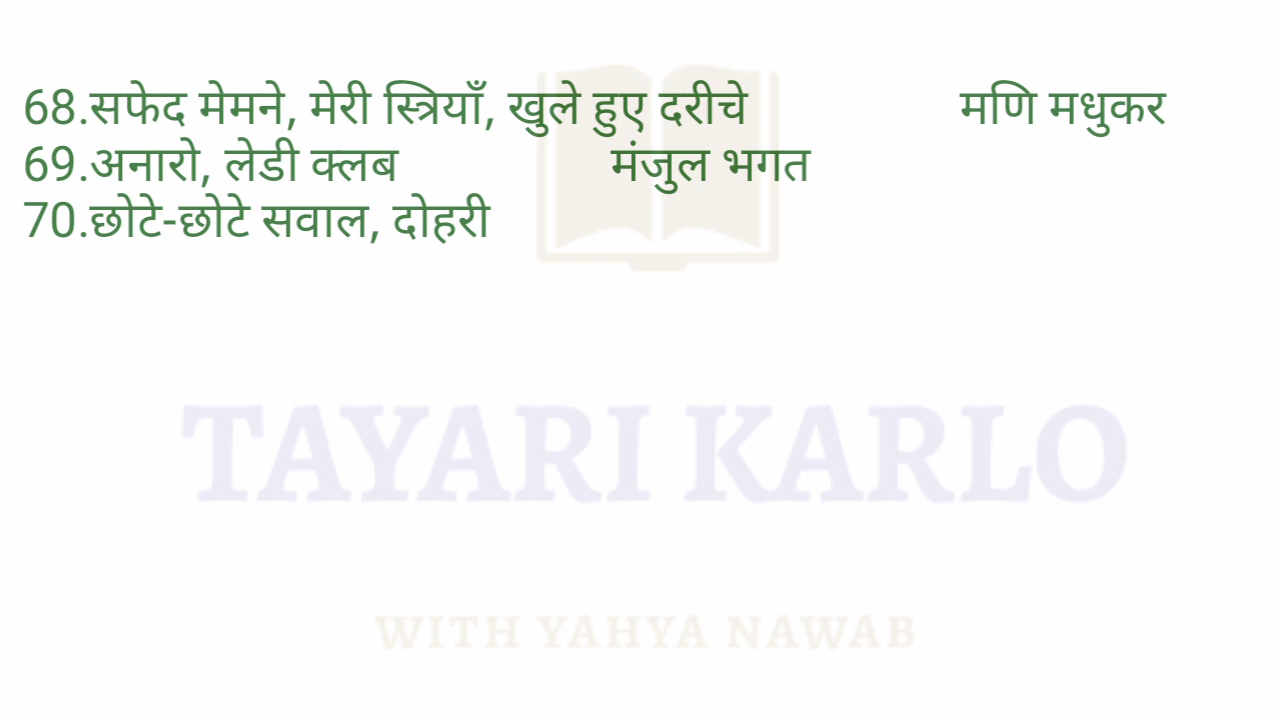 68.सफेद मेमने, मेरी स्त्रियाँ, खुले हुए दरीचे मणि मधुकर
69.अनारो, लेडी क्लब मंजुल भगत
70.छोटे-छोटे सवाल, दोहरी
TAYARI KARLO
WITH YAHYA NAWAB